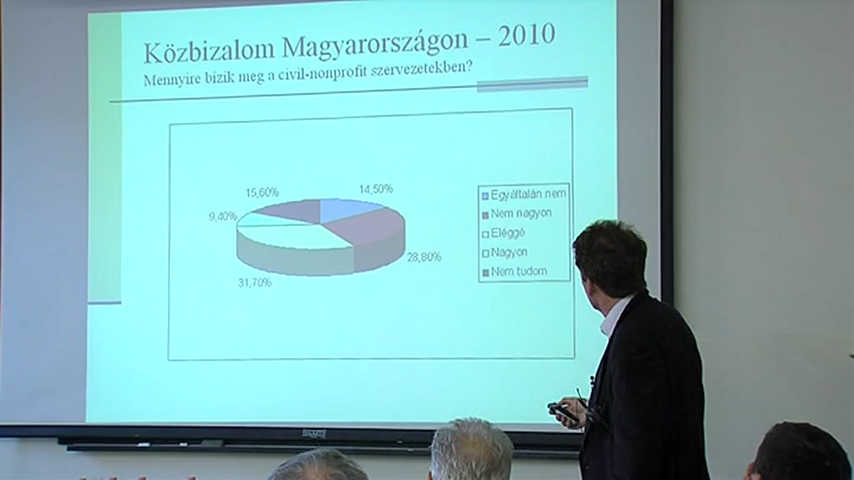 Közbizalom Magyarországon – 2010
Mennyire bízik meg a civil-nonprofit szervezetekben?
15,60%
14,50%
9,40%
28,80%
31,70%
Egyáltalán nem
Nem nagyon
Eléggé
Nagyon
Nem tudom